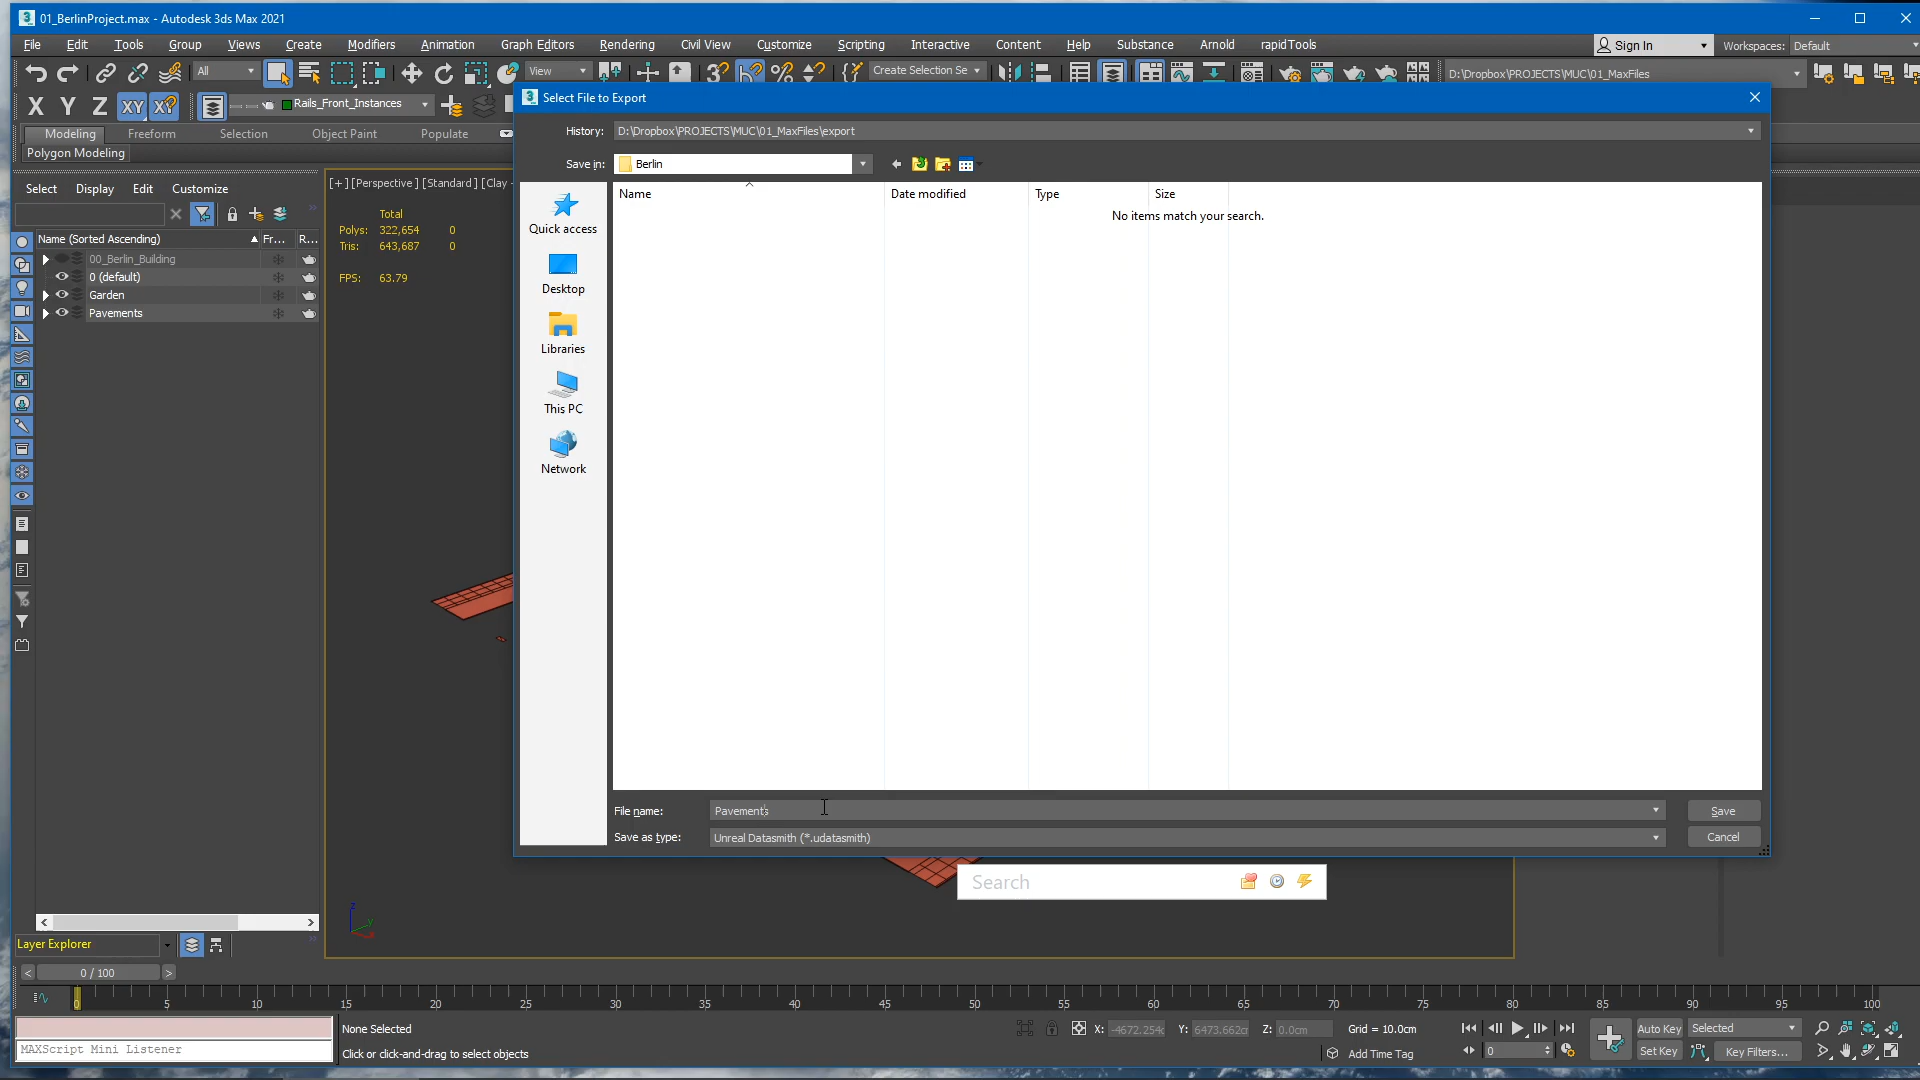 01_BerlinProject.max - Autodesk 3ds Max 2021
File Edit Tools Group Views Create Modifiers Animation Graph Editors Rendering Civil View Customize Scripting Interactive Content Help Substance Arnold rapidTools
Sign In Workspaces: Default
All View Create Selection Se D:\Dropbox\PROJECTS\MUC\01_MaxFiles
X Y Z XY X? Rails_Front_Instances
Modeling Freeform Selection Object Paint Populate
Polygon Modeling
Select File to Export
History: D:\Dropbox\PROJECTS\MUC\01_MaxFiles\export
Save in: Berlin
Select Display Edit Customize
[+] [Perspective ] [Standard ] [Clay
Name Date modified Type Size
No items match your search.
Total
Polys: 322,654 0
Tris: 643,687 0
FPS: 63.79
Name (Sorted Ascending) Fr... R...
00_Berlin_Building
0 (default)
Garden
Pavements
Quick access
Desktop
Libraries
This PC
Network
File name: Pavements Save
Save as type: Unreal Datasmith (*.udatasmith) Cancel
Search
z
y
x
Layer Explorer
< 0 / 100 >
0 5 10 15 20 25 30 35 40 45 50 55 60 65 70 75 80 85 90 95 100
None Selected X: -4672.254c Y: 6473.662c Z: 0.0cm Grid = 10.0cm Auto Key Selected
MAXScript Mini Listener
Click or click-and-drag to select objects Add Time Tag 0 Set Key Key Filters...